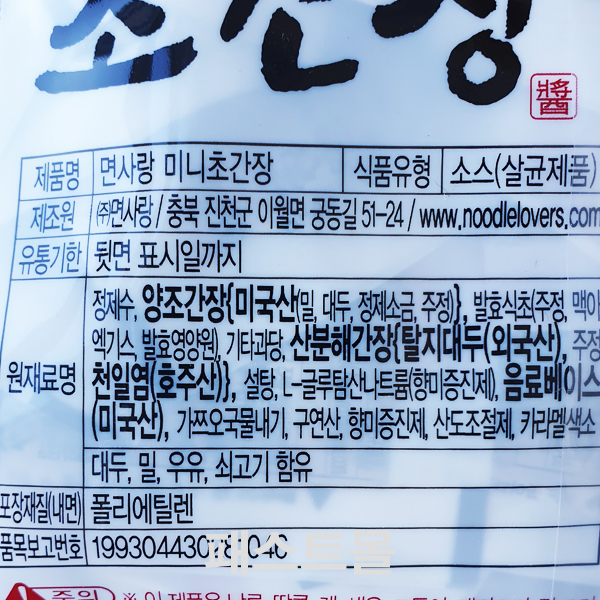 초간장
醬
제품명 면사랑 미니초간장 식품유형 소스(살균제품)
제조원 ㈜면사랑 / 충북 진천군 이월면 궁동길 51-24 / www.noodlelovers.com
유통기한 뒷면 표시일까지
정제수, 양조간장{미국산(밀, 대두, 정제소금, 주정)}, 발효식초(주정, 맥아
엑기스, 발효영양원), 기타과당, 산분해간장{탈지대두(외국산), 주정
원재료명 천일염(호주산)}, 설탕, L-글루탐산나트륨(향미증진제), 음료베이스
(미국산), 가쯔오국물내기, 구연산, 향미증진제, 산도조절제, 카라멜색소
대두, 밀, 우유, 쇠고기 함유
포장재질(내면) 폴리에틸렌
품목보고번호
패스트몰
주의 ※ 이 제품은